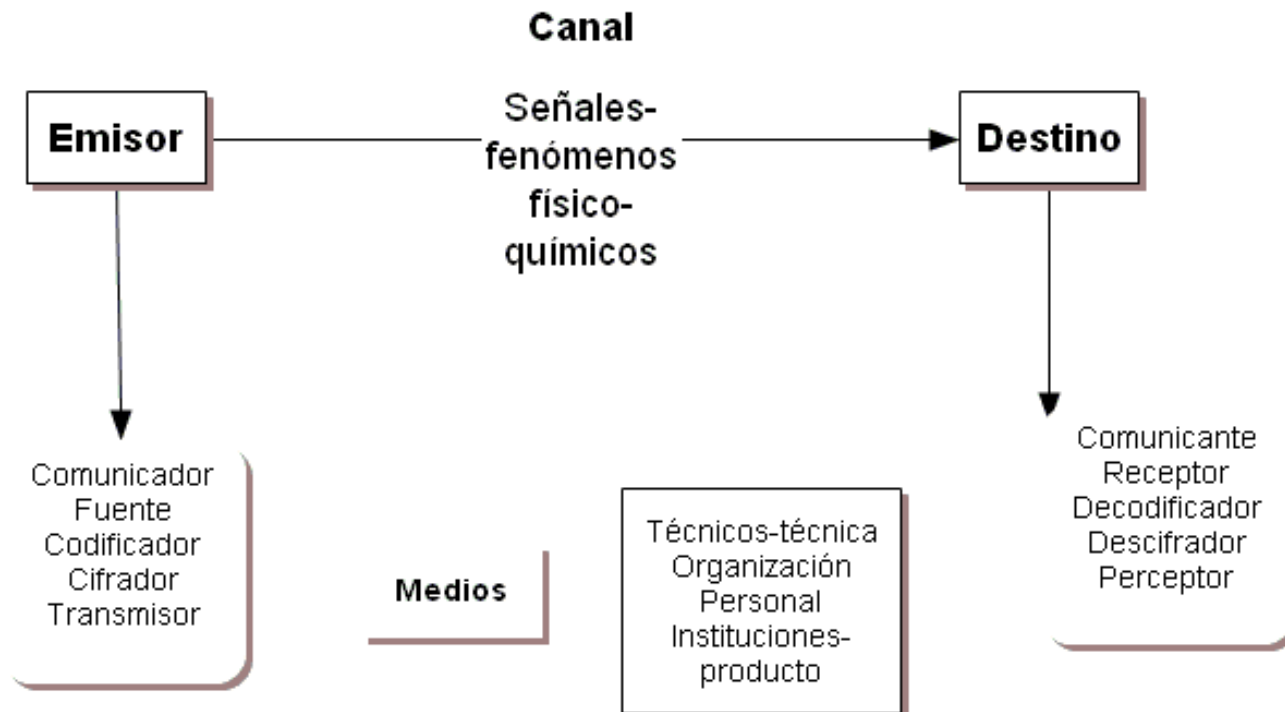 Canal
Emisor
Señales-
fenómenos
físico-
químicos
Destino
Comunicador
Fuente
Codificador
Cifrador
Transmisor
Medios
Técnicos-técnica
Organización
Personal
Instituciones-
producto
Comunicante
Receptor
Decodificador
Descifrador
Perceptor